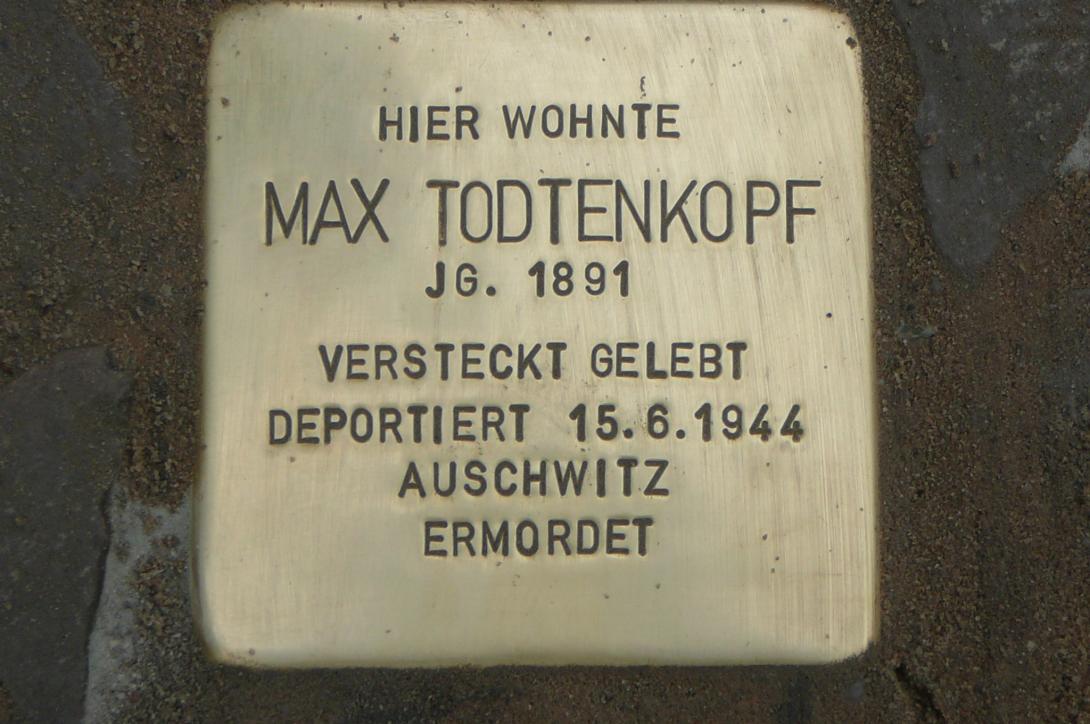 HIER WOHNTE
MAX TODTENKOPF
JG. 1891
VERSTECKT GELEBT
DEPORTIERT 15.6.1944
AUSCHWITZ
ERMORDET